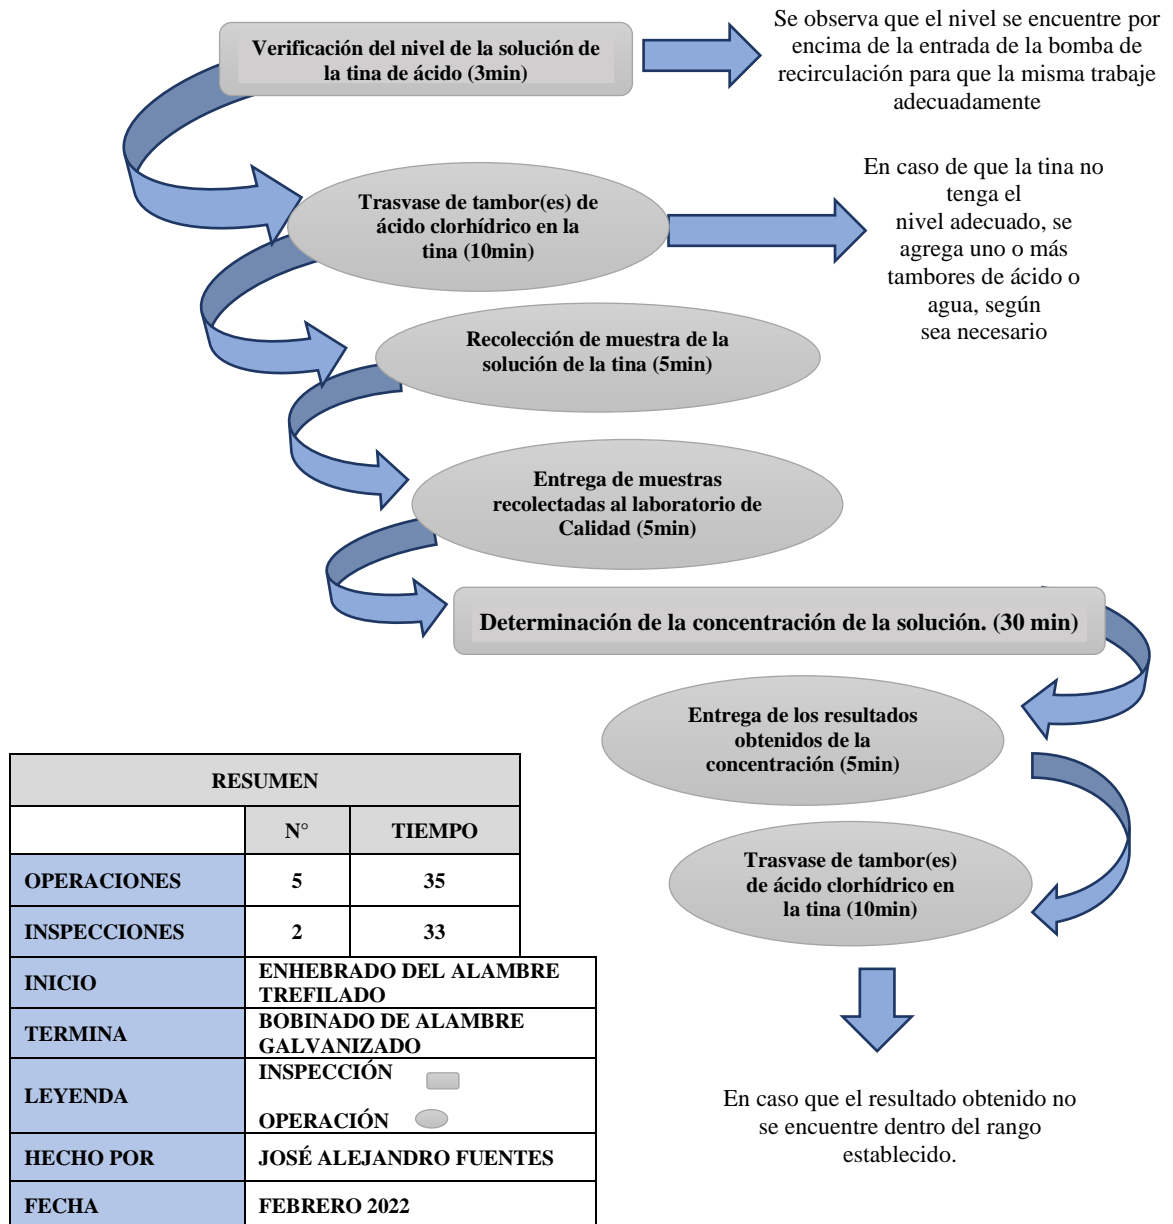 Verificación del nivel de la solución de
la tina de ácido (3min)
Se observa que el nivel se encuentre por
encima de la entrada de la bomba de
recirculación para que la misma trabaje
adecuadamente
Trasvase de tambor(es) de
ácido clorhídrico en la
tina (10min)
En caso de que la tina no
tenga el
nivel adecuado, se
agrega uno o más
tambores de ácido o
agua, según
sea necesario
Recolección de muestra de la
solución de la tina (5min)
Entrega de muestras
recolectadas al laboratorio de
Calidad (5min)
Determinación de la concentración de la solución. (30 min)
Entrega de los resultados
obtenidos de la
concentración (5min)
Trasvase de tambor(es)
de ácido clorhídrico en
la tina (10min)
En caso que el resultado obtenido no
se encuentre dentro del rango
establecido.
RESUMEN
N° TIEMPO
OPERACIONES 5 35
INSPECCIONES 2 33
INICIO ENHEBRADO DEL ALAMBRE
TREFILADO
TERMINA BOBINADO DE ALAMBRE
GALVANIZADO
LEYENDA INSPECCIÓN
OPERACIÓN
HECHO POR JOSÉ ALEJANDRO FUENTES
FECHA FEBRERO 2022